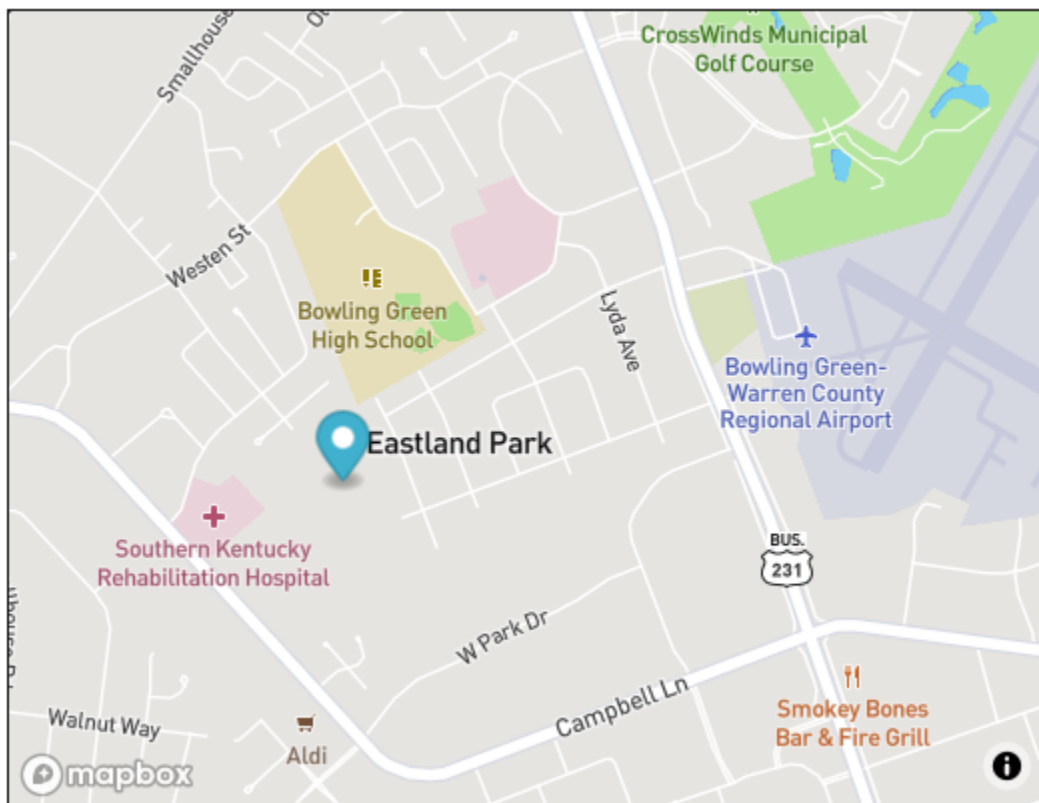 CrossWinds Municipal
Golf Course
Smallhouse
Westen St
Bowling Green
High School
Lyda Ave
Bowling Green-
Warren County
Regional Airport
Eastland Park
Southern Kentucky
Rehabilitation Hospital
BUS.
231
W Park Dr
Campbell Ln
Smokey Bones
Bar & Fire Grill
Walnut Way
Aldi
mapbox
i